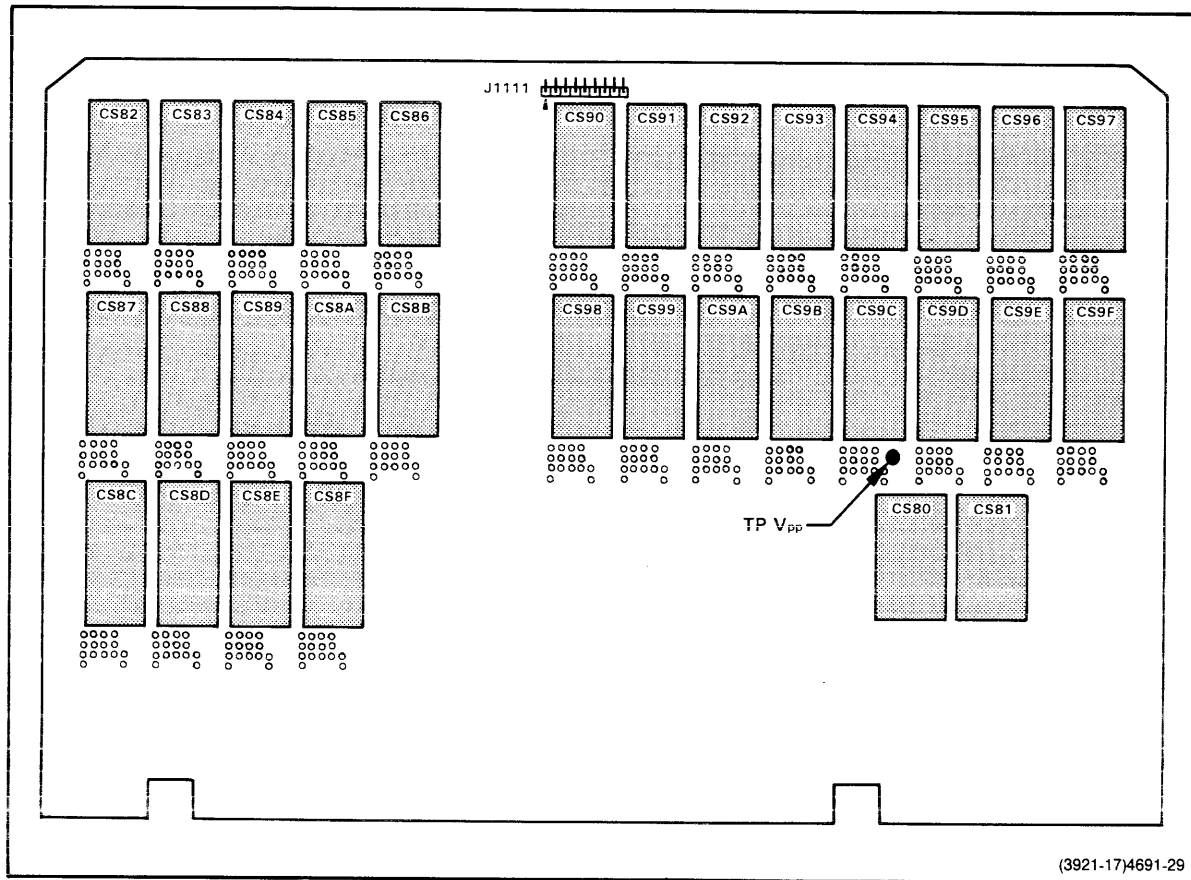 J1111
CS82 CS83 CS84 CS85 CS86 CS90 CS91 CS92 CS93 CS94 CS95 CS96 CS97
CS87 CS88 CS89 CS8A CS8B CS98 CS99 CS9A CS9B CS9C CS9D CS9E CS9F
CS8C CS8D CS8E CS8F CS80 CS81
TP Vpp
(3921-17)4691-29